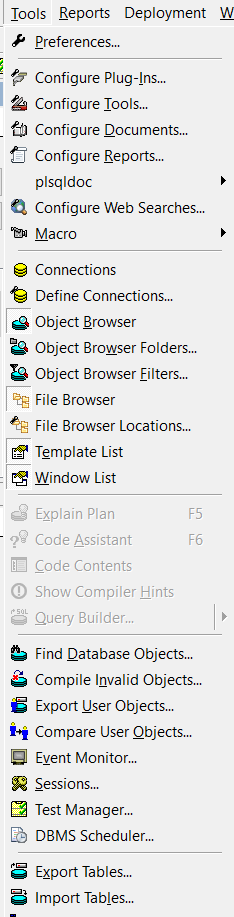 Tools Reports Deployment W
Preferences...
Configure Plug-Ins...
Configure Tools...
Configure Documents...
Configure Reports...
plsqldoc
Configure Web Searches...
Macro
Connections
Define Connections...
Object Browser
Object Browser Folders...
Object Browser Filters...
File Browser
File Browser Locations...
Template List
Window List
Explain Plan F5
Code Assistant F6
Code Contents
Show Compiler Hints
Query Builder...
Find Database Objects...
Compile Invalid Objects...
Export User Objects...
Compare User Objects...
Event Monitor...
Sessions...
Test Manager...
DBMS Scheduler...
Export Tables...
Import Tables...